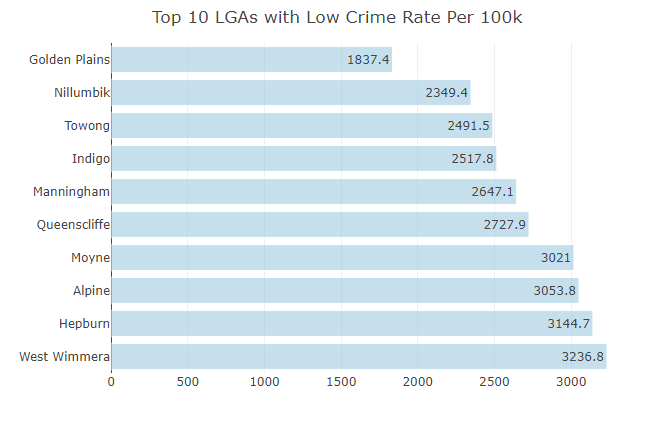 Top 10 LGAs with Low Crime Rate Per 100k
Golden Plains 1837.4
Nillumbik 2349.4
Towong 2491.5
Indigo 2517.8
Manningham 2647.1
Queenscliffe 2727.9
Moyne 3021
Alpine 3053.8
Hepburn 3144.7
West Wimmera 3236.8
0 500 1000 1500 2000 2500 3000